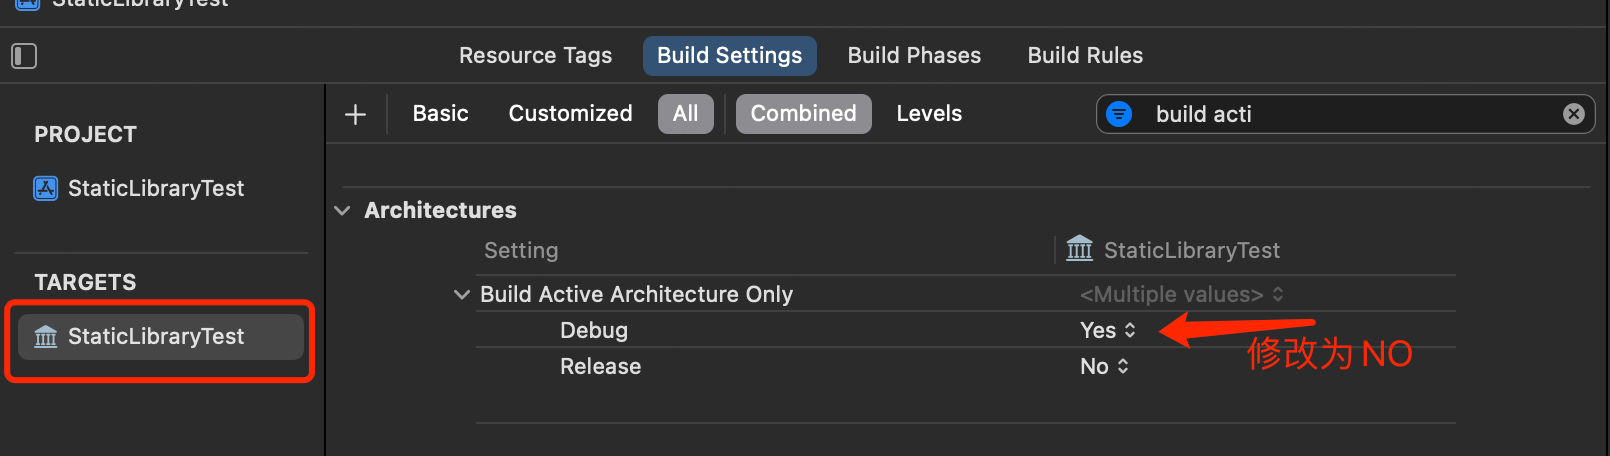 StaticLibraryTest
Resource Tags Build Settings Build Phases Build Rules
Basic Customized All Combined Levels build acti
PROJECT
StaticLibraryTest
TARGETS
StaticLibraryTest
Architectures
Setting StaticLibraryTest
Build Active Architecture Only <Multiple values>
Debug Yes
修改为 NO
Release No